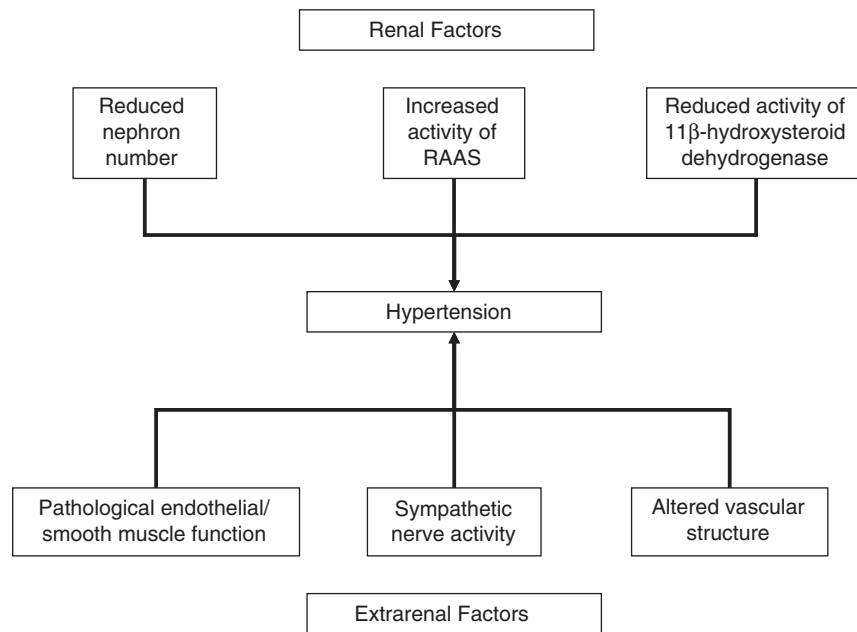 Renal Factors
Reduced
nephron
number
Increased
activity of
RAAS
Reduced activity of
11β-hydroxysteroid
dehydrogenase
Hypertension
Pathological endothelial/
smooth muscle function
Sympathetic
nerve activity
Altered vascular
structure
Extrarenal Factors